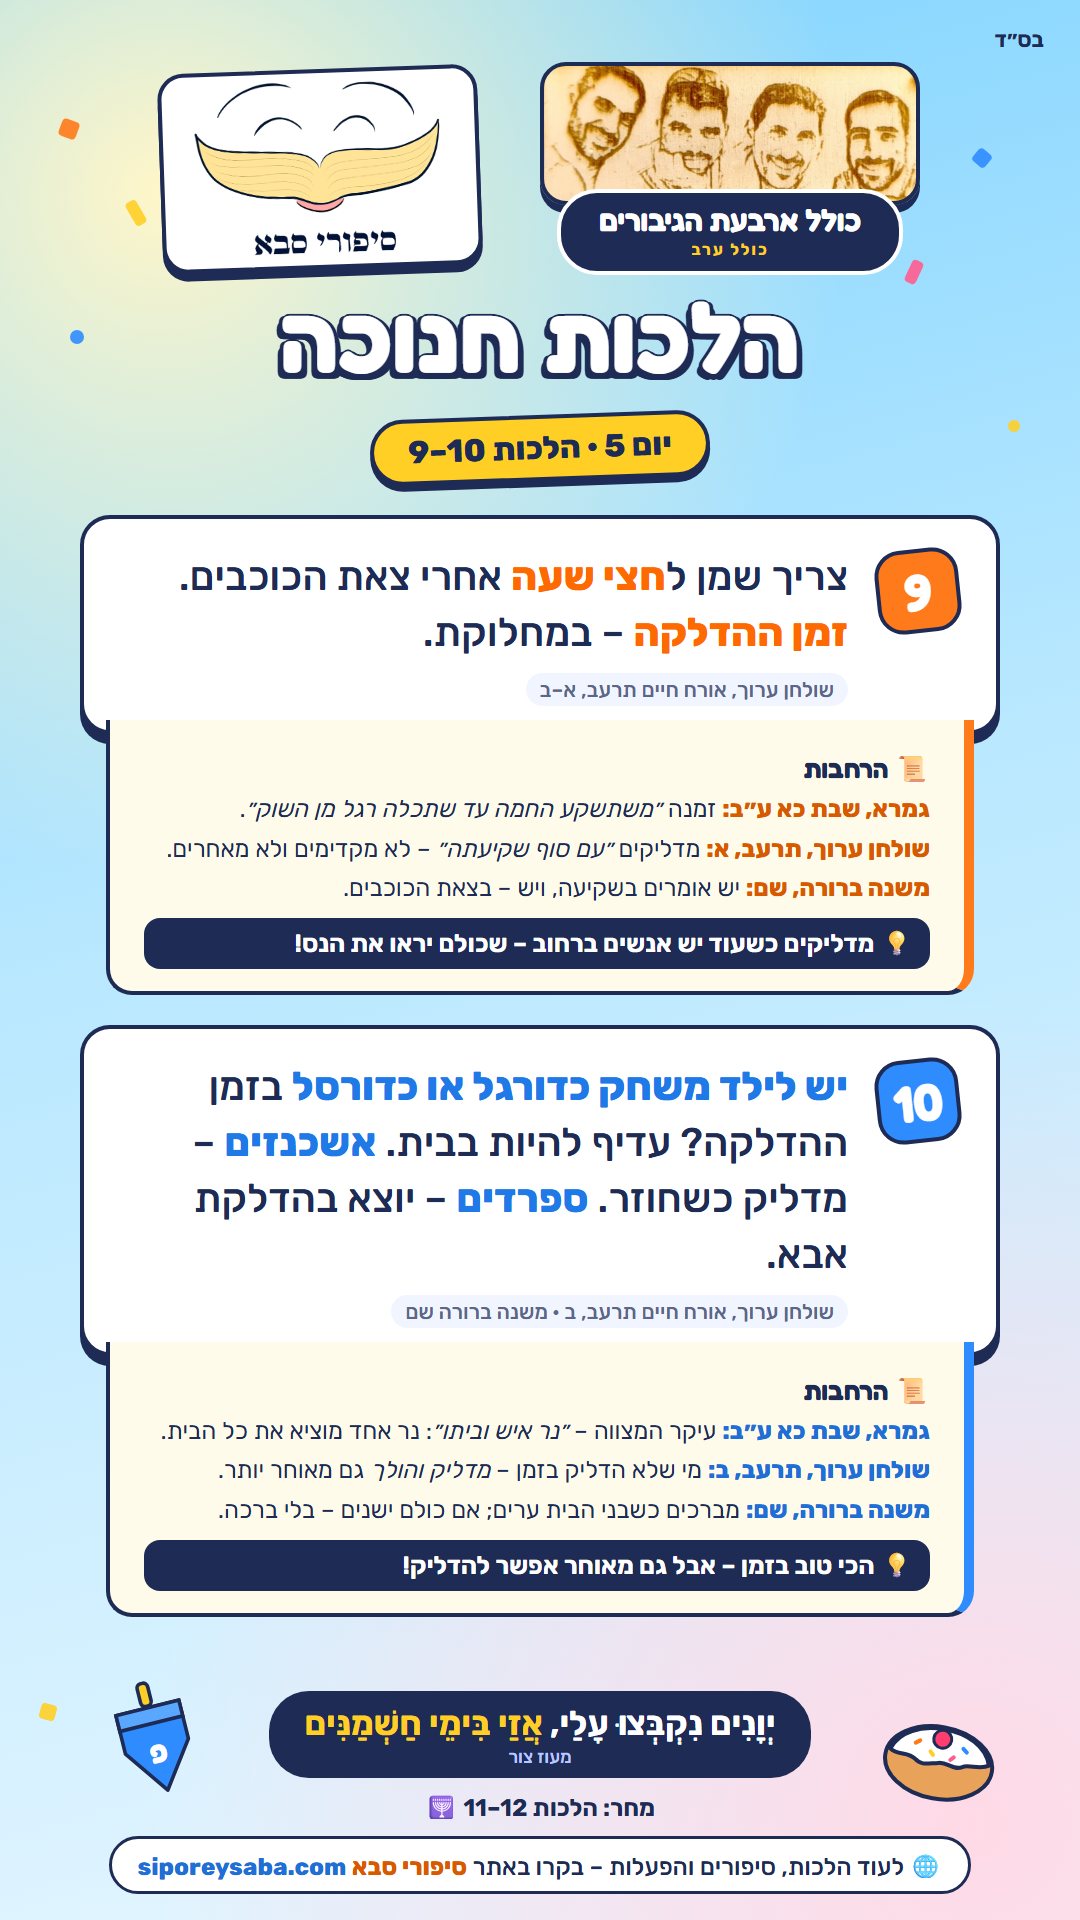 בס״ד
סיפורי סבא
כולל ארבעת הגיבורים
כולל ערב
הלכות חנוכה
יום 5 • הלכות 9–10
9
צריך שמן לחצי שעה אחרי צאת הכוכבים.
זמן ההדלקה – במחלוקת.
שולחן ערוך, אורח חיים תרעב, א–ב
📜 הרחבות
גמרא, שבת כא ע״ב: זמנה ״משתשקע החמה עד שתכלה רגל מן השוק״.
שולחן ערוך, תרעב, א: מדליקים ״עם סוף שקיעתה״ – לא מקדימים ולא מאחרים.
משנה ברורה, שם: יש אומרים בשקיעה, ויש – בצאת הכוכבים.
💡 מדליקים כשעוד יש אנשים ברחוב – שכולם יראו את הנס!
10
יש לילד משחק כדורגל או כדורסל בזמן
ההדלקה? עדיף להיות בבית. אשכנזים –
מדליק כשחוזר. ספרדים – יוצא בהדלקת
אבא.
שולחן ערוך, אורח חיים תרעב, ב • משנה ברורה שם
📜 הרחבות
גמרא, שבת כא ע״ב: עיקר המצווה – ״נר איש וביתו״: נר אחד מוציא את כל הבית.
שולחן ערוך, תרעב, ב: מי שלא הדליק בזמן – מדליק והולך גם מאוחר יותר.
משנה ברורה, שם: מברכים כשבני הבית ערים; אם כולם ישנים – בלי ברכה.
💡 הכי טוב בזמן – אבל גם מאוחר אפשר להדליק!
יְוָנִים נִקְבְּצוּ עָלַי, אֲזַי בִּימֵי חַשְׁמַנִּים
מעוז צור
פ
מחר: הלכות 11–12 🕎
🌐 לעוד הלכות, סיפורים והפעלות – בקרו באתר סיפורי סבא siporeysaba.com